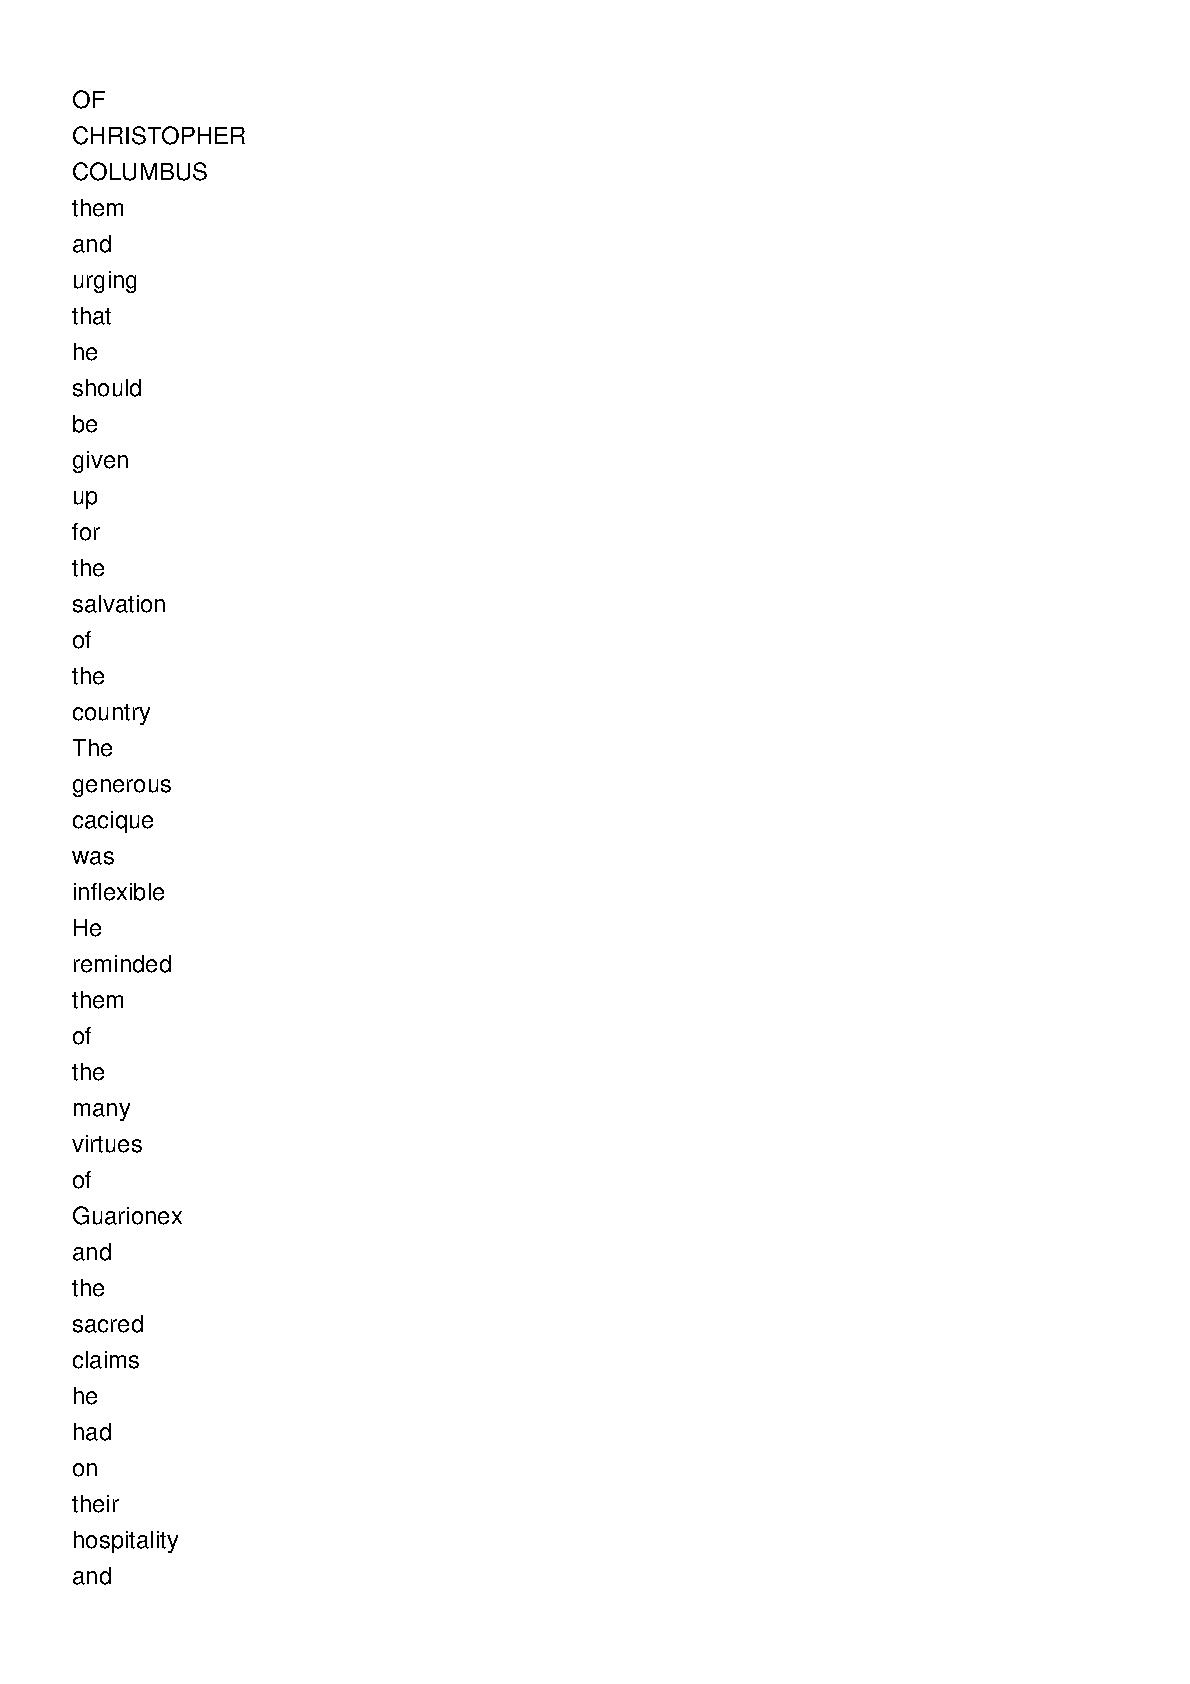 OF
CHRISTOPHER
COLUMBUS
them
and
urging
that
he
should
be
given
up
for
the
salvation
of
the
country
The
generous
cacique
was
inflexible
He
reminded
them
of
the
many
virtues
of
Guarionex
and
the
sacred
claims
he
had
on
their
hospitality
and